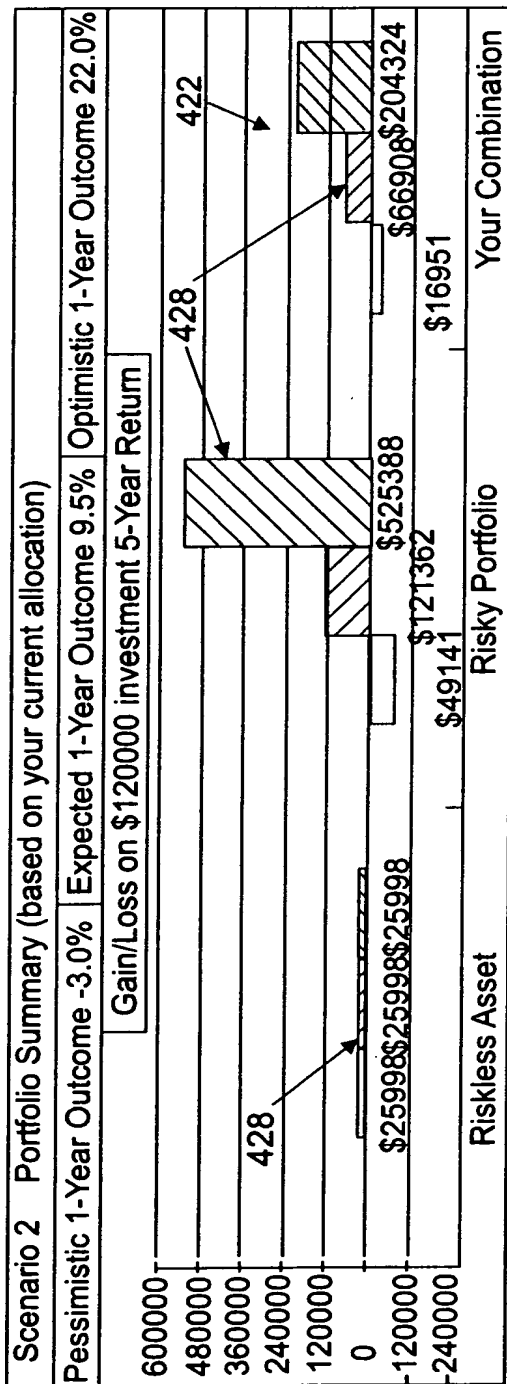 Scenario 2 Portfolio Summary (based on your current allocation)
Pessimistic 1-Year Outcome -3.0% Expected 1-Year Outcome 9.5% Optimistic 1-Year Outcome 22.0%
Gain/Loss on $120000 investment 5-Year Return
600000
480000
360000
240000
120000
0
-120000
-240000
428
$25998 $25998 $25998
Riskless Asset
428
$49141
$121362
$525388
Risky Portfolio
422
$16951
$66908
$204324
Your Combination